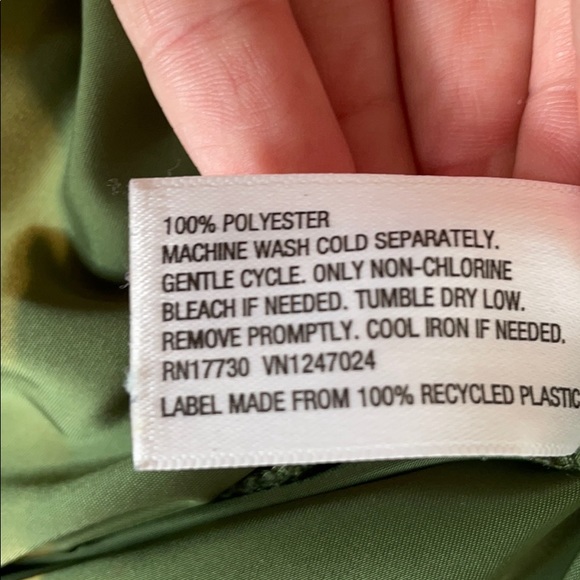 100% POLYESTER
MACHINE WASH COLD SEPARATELY.
GENTLE CYCLE. ONLY NON-CHLORINE
BLEACH IF NEEDED. TUMBLE DRY LOW.
REMOVE PROMPTLY. COOL IRON IF NEEDED.
RN17730 VN1247024
LABEL MADE FROM 100% RECYCLED PLASTIC